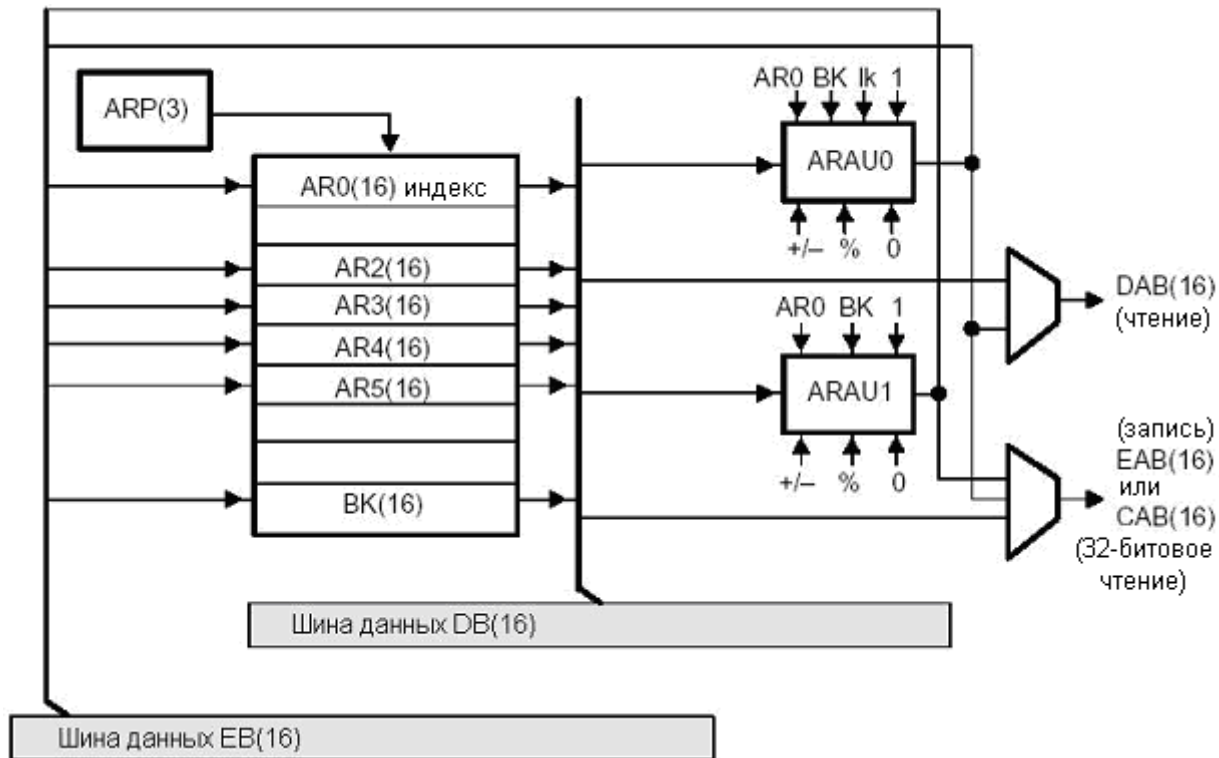 ARP(3)
AR0(16) индекс
AR2(16)
AR3(16)
AR4(16)
AR5(16)
BK(16)
AR0 BK lk 1
ARAU0
+/– % 0
AR0 BK 1
ARAU1
+/– % 0
DAB(16)
(чтение)
(запись)
EAB(16)
или
CAB(16)
(32-битовое
чтение)
Шина данных DB(16)
Шина данных EB(16)